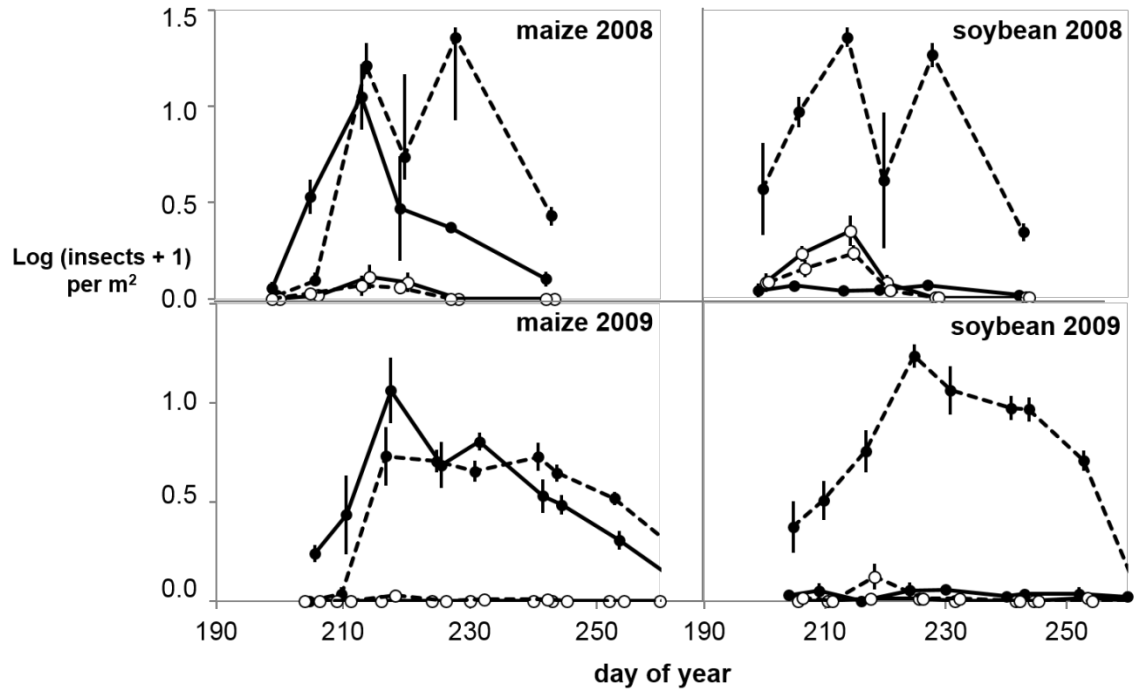 1.5
maize 2008
soybean 2008
1.0
0.5
Log (insects + 1)
per m²
0.0
maize 2009
soybean 2009
1.0
0.5
0.0
190 210 230 250 190 210 230 250
day of year